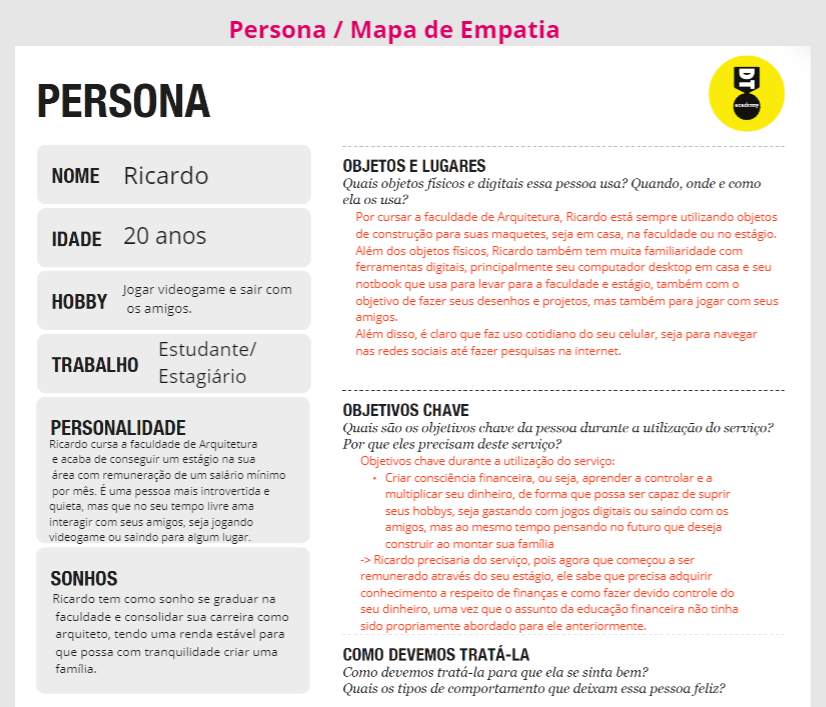 Persona / Mapa de Empatia
PERSONA
DT
academy
NOME Ricardo
IDADE 20 anos
HOBBY Jogar videogame e sair com
os amigos.
TRABALHO Estudante/
Estagiário
PERSONALIDADE
Ricardo cursa a faculdade de Arquitetura
e acaba de conseguir um estágio na sua
área com remuneração de um salário mínimo
por mês. É uma pessoa mais introvertida e
quieta, mas que no seu tempo livre ama
interagir com seus amigos, seja jogando
videogame ou saindo para algum lugar.
SONHOS
Ricardo tem como sonho se graduar na
faculdade e consolidar sua carreira como
arquiteto, tendo uma renda estável para
que possa com tranquilidade criar uma
família.
OBJETOS E LUGARES
Quais objetos físicos e digitais essa pessoa usa? Quando, onde e como
ela os usa?
Por cursar a faculdade de Arquitetura, Ricardo está sempre utilizando objetos
de construção para suas maquetes, seja em casa, na faculdade ou no estágio.
Além dos objetos físicos, Ricardo também tem muita familiaridade com
ferramentas digitais, principalmente seu computador desktop em casa e seu
notbook que usa para levar para a faculdade e estágio, também com o
objetivo de fazer seus desenhos e projetos, mas também para jogar com seus
amigos.
Além disso, é claro que faz uso cotidiano do seu celular, seja para navegar
nas redes sociais até fazer pesquisas na internet.
OBJETIVOS CHAVE
Quais são os objetivos chave da pessoa durante a utilização do serviço?
Por que eles precisam deste serviço?
Objetivos chave durante a utilização do serviço:
• Criar consciência financeira, ou seja, aprender a controlar e a
multiplicar seu dinheiro, de forma que possa ser capaz de suprir
seus hobbys, seja gastando com jogos digitais ou saindo com os
amigos, mas ao mesmo tempo pensando no futuro que deseja
construir ao montar sua família
-> Ricardo precisaria do serviço, pois agora que começou a ser
remunerado através do seu estágio, ele sabe que precisa adquirir
conhecimento a respeito de finanças e como fazer devido controle do
seu dinheiro, uma vez que o assunto da educação financeira não tinha
sido propriamente abordado para ele anteriormente.
COMO DEVEMOS TRATÁ-LA
Como devemos tratá-la para que ela se sinta bem?
Quais os tipos de comportamento que deixam essa pessoa feliz?